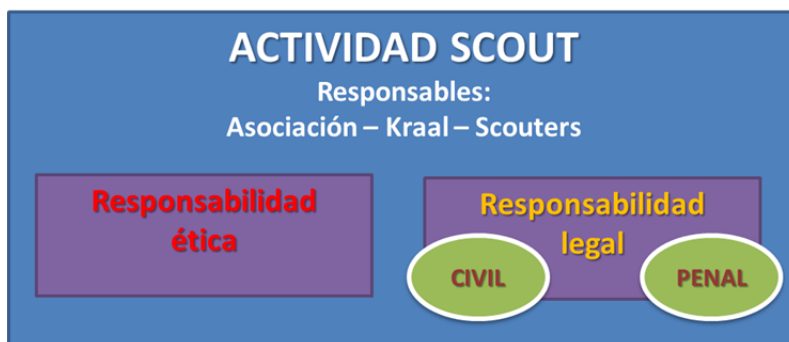 ACTIVIDAD SCOUT
Responsables:
Asociación – Kraal – Scouters
Responsabilidad
ética
Responsabilidad
legal
CIVIL
PENAL